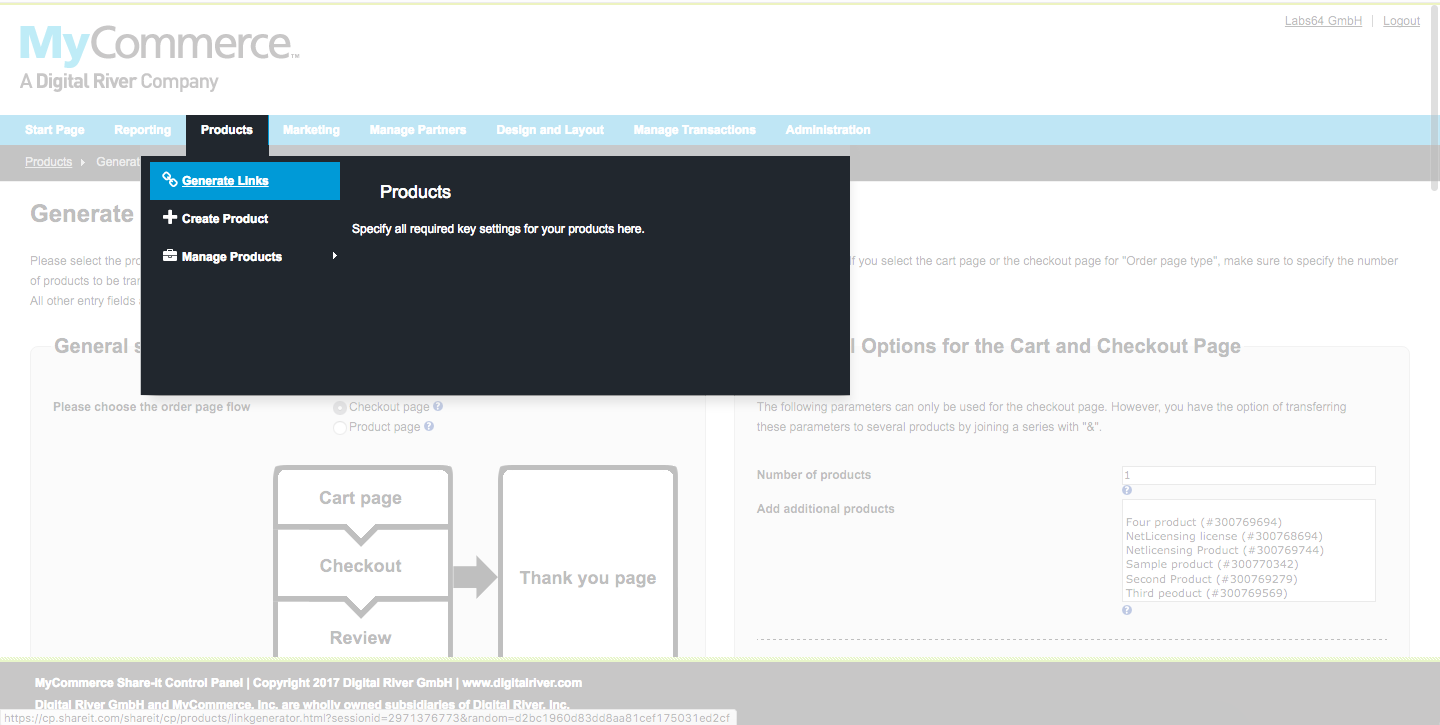 Labs64 GmbH | Logout
MyCommerce™
A Digital River Company
Start Page Reporting Products Marketing Manage Partners Design and Layout Manage Transactions Administration
Products Generat
Generate Links
Create Product
Manage Products
Products
Specify all required key settings for your products here.
Generate
Please select the pro
f you select the cart page or the checkout page for "Order page type", make sure to specify the number
of products to be tra
All other entry fields
General s
l Options for the Cart and Checkout Page
Please choose the order page flow
Checkout page
Product page
Cart page
Checkout
Review
Thank you page
The following parameters can only be used for the checkout page. However, you have the option of transferring
these parameters to several products by joining a series with "&".
Number of products
1
Add additional products
Four product (#300769694)
NetLicensing license (#300768694)
Netlicensing Product (#300769744)
Sample product (#300770342)
Second Product (#300769279)
Third peoduct (#300769569)
MyCommerce Share-It Control Panel | Copyright 2017 Digital River GmbH | www.digitalriver.com
Digital River GmbH and MyCommerce, Inc. are wholly owned subsidiaries of Digital River, Inc.
https://cp.shareit.com/shareit/cp/products/linkgenerator.html?sessionid=2971376773&random=d2bc1960d83dd8aa81cef175031ed2cf